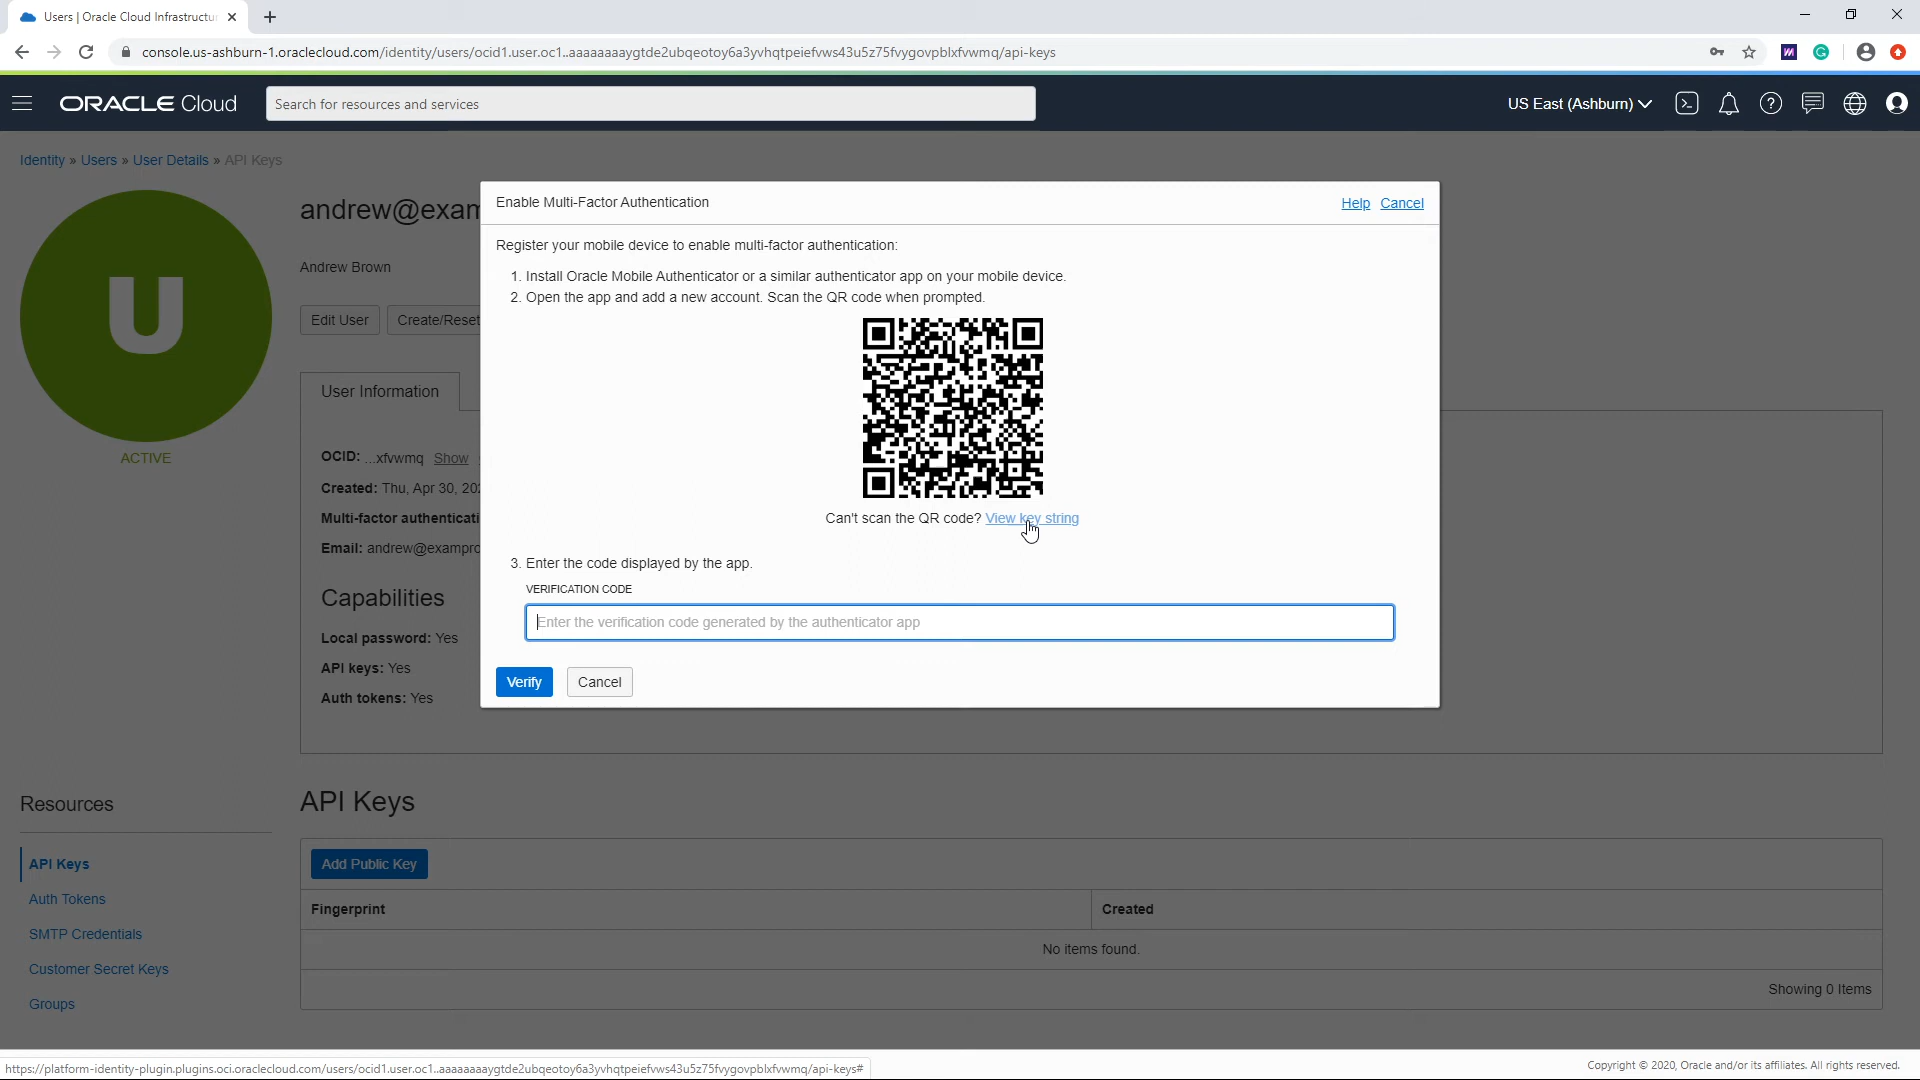 Users | Oracle Cloud Infrastructu
console.us-ashburn-1.oraclecloud.com/identity/users/ocid1.user.oc1..aaaaaaaaygtde2ubqeotoy6a3yvhqtpeiefvws43u5z75fvygovpblxfvwmq/api-keys
ORACLE Cloud
Search for resources and services
US East (Ashburn)
Identity » Users » User Details » API Keys
U
ACTIVE
andrew@exam
Andrew Brown
Edit User
Create/Reset
User Information
OCID: ...xfvwmq Show
Created: Thu, Apr 30, 202
Multi-factor authenticati
Email: andrew@exampro
Capabilities
Local password: Yes
API keys: Yes
Auth tokens: Yes
Enable Multi-Factor Authentication
Help Cancel
Register your mobile device to enable multi-factor authentication:
1. Install Oracle Mobile Authenticator or a similar authenticator app on your mobile device.
2. Open the app and add a new account. Scan the QR code when prompted.
Can't scan the QR code? View key string
3. Enter the code displayed by the app.
VERIFICATION CODE
Enter the verification code generated by the authenticator app
Verify
Cancel
Resources
API Keys
Auth Tokens
SMTP Credentials
Customer Secret Keys
Groups
API Keys
Add Public Key
Fingerprint
Created
No items found.
Showing 0 Items
https://platform-identity-plugin.plugins.oci.oraclecloud.com/users/ocid1.user.oc1..aaaaaaaaygtde2ubqeotoy6a3yvhqtpeiefvws43u5z75fvygovpblxfvwmq/api-keys#
Copyright © 2020, Oracle and/or its affiliates. All rights reserved.